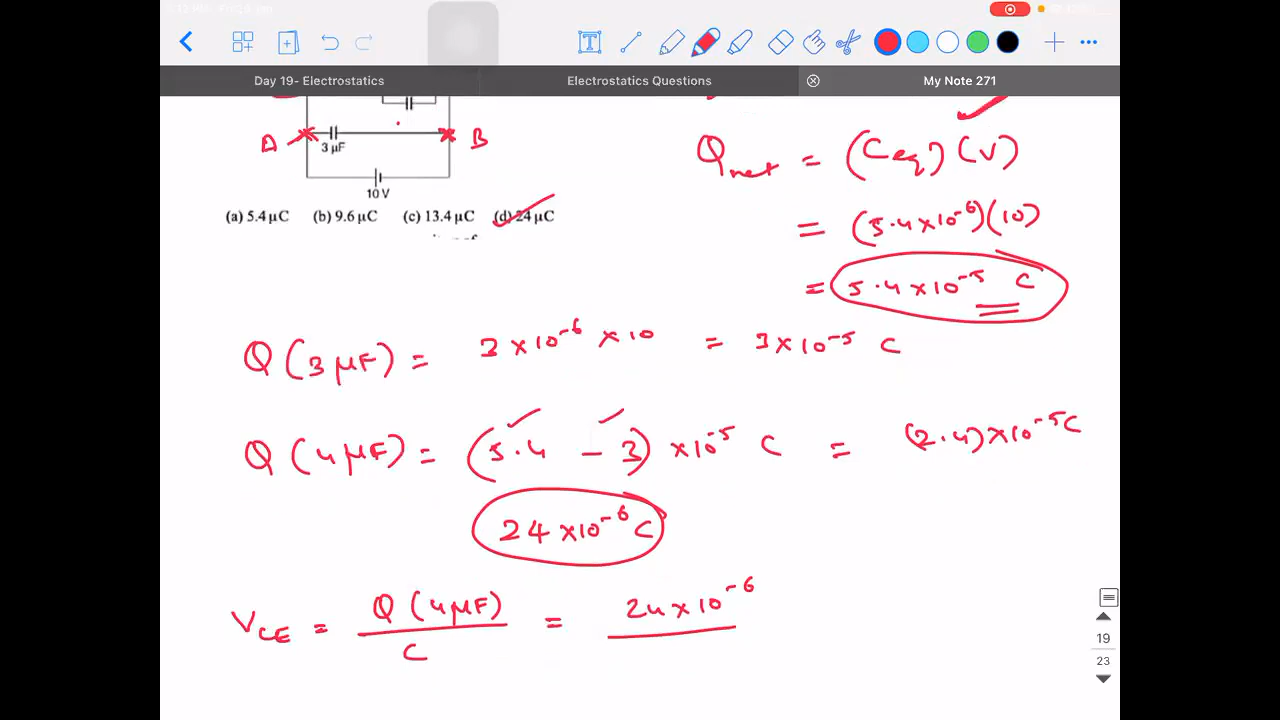 Day 19- Electrostatics
Electrostatics Questions
My Note 271
A
B
3 μF
10 V
(a) 5.4 μC (b) 9.6 μC (c) 13.4 μC (d) 24 μC
Qnet = (Ceq) (V)
= (5.4×10⁻⁶)(10)
= 5.4×10⁻⁵ C
Q (3 μF) = 3×10⁻⁶ ×10 = 3×10⁻⁵ C
Q (4 μF) = (5.4 − 3) ×10⁻⁵ C = (2.4)×10⁻⁵C
24×10⁻⁶ C
VCE = Q (4μF) / C = 24×10⁻⁶
19
23